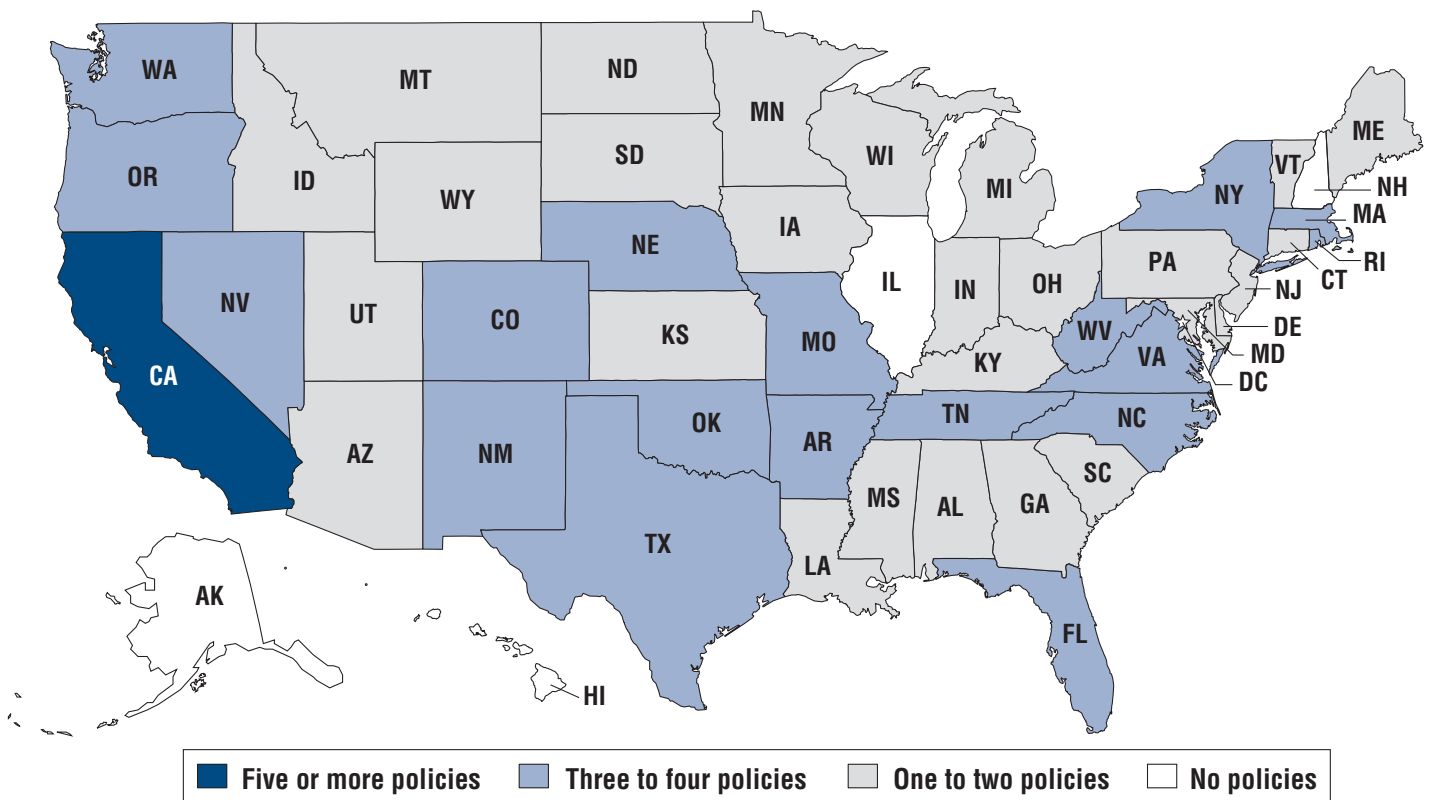 WA
MT
ND
MN
ME
SD
WI
VT
OR
ID
MI
NY
NH
WY
MA
IA
NE
PA
RI
IL
OH
CT
NV
IN
NJ
UT
CO
DE
KS
MO
WV
MD
VA
KY
CA
DC
TN
NC
OK
AR
AZ
NM
SC
MS
AL
GA
TX
LA
AK
FL
HI
Five or more policies Three to four policies One to two policies No policies